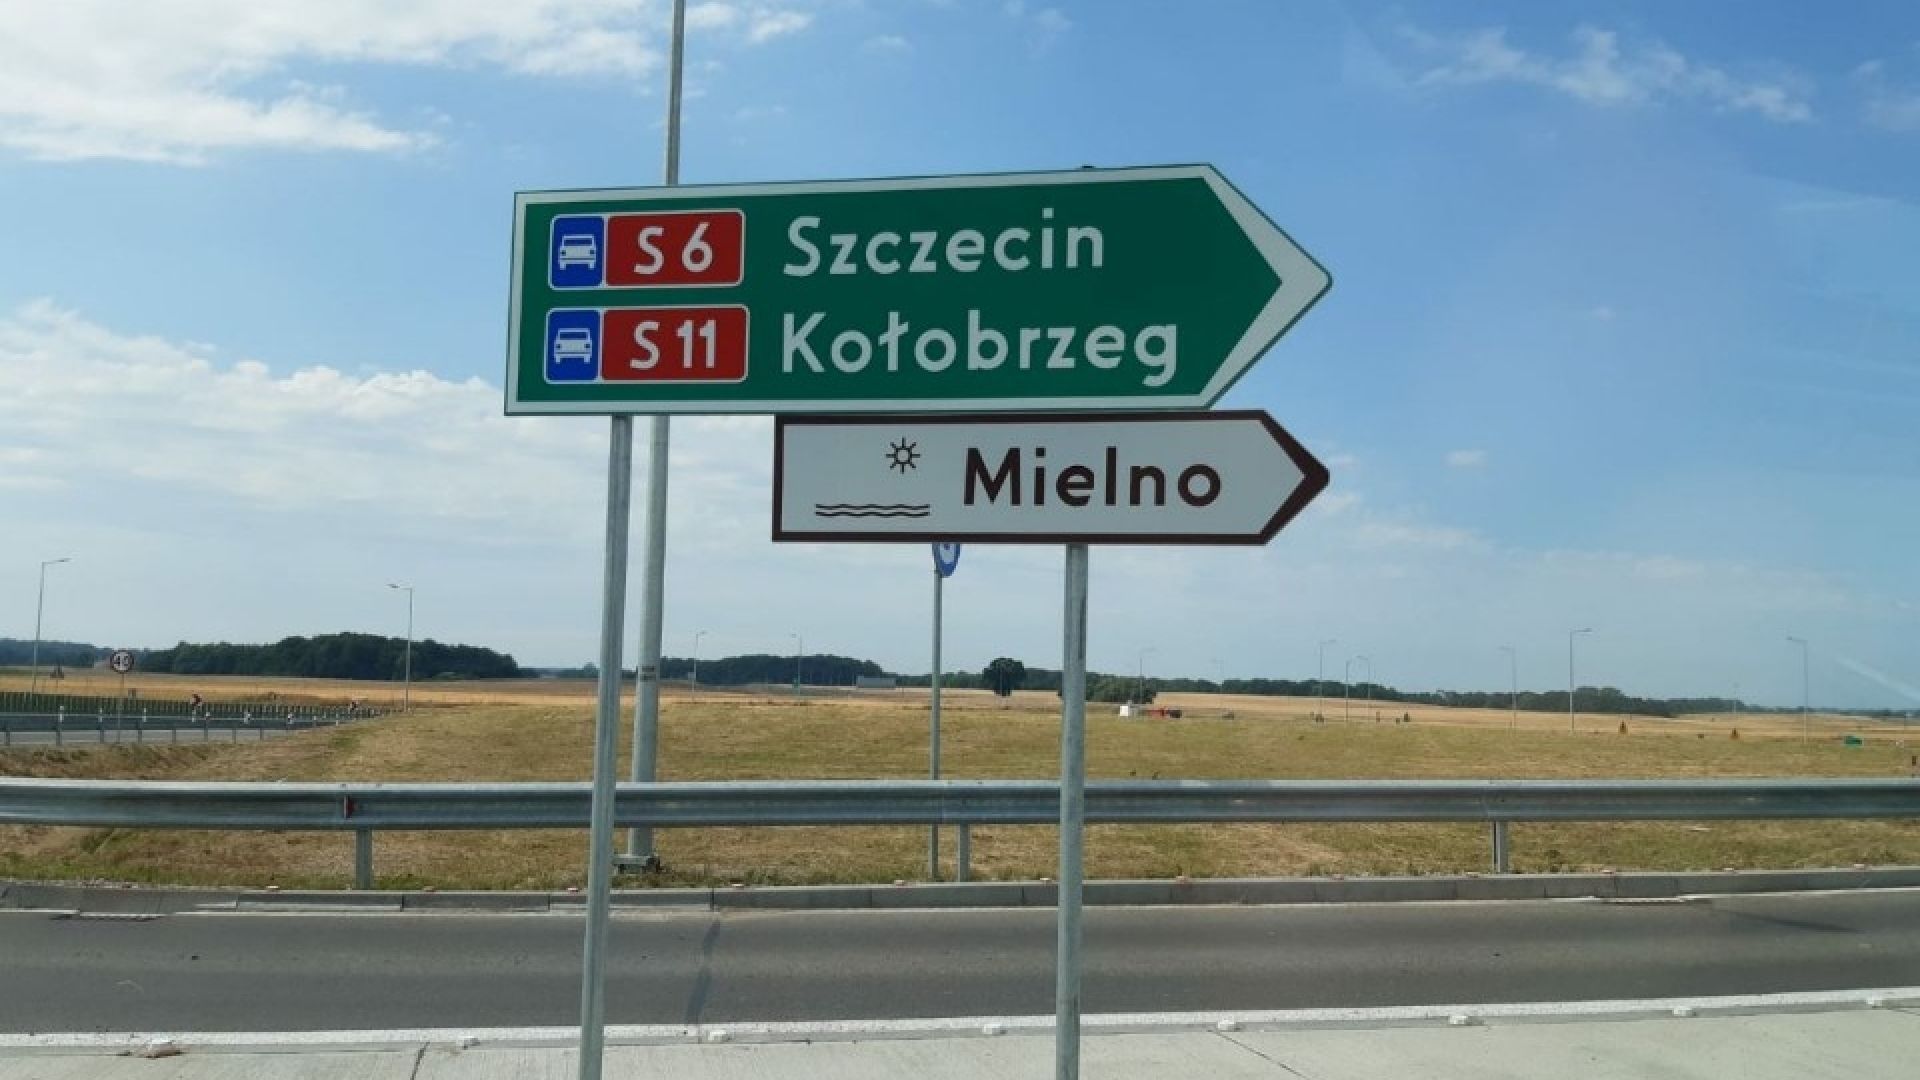 S6 Szczecin
S11 Kołobrzeg
Mielno